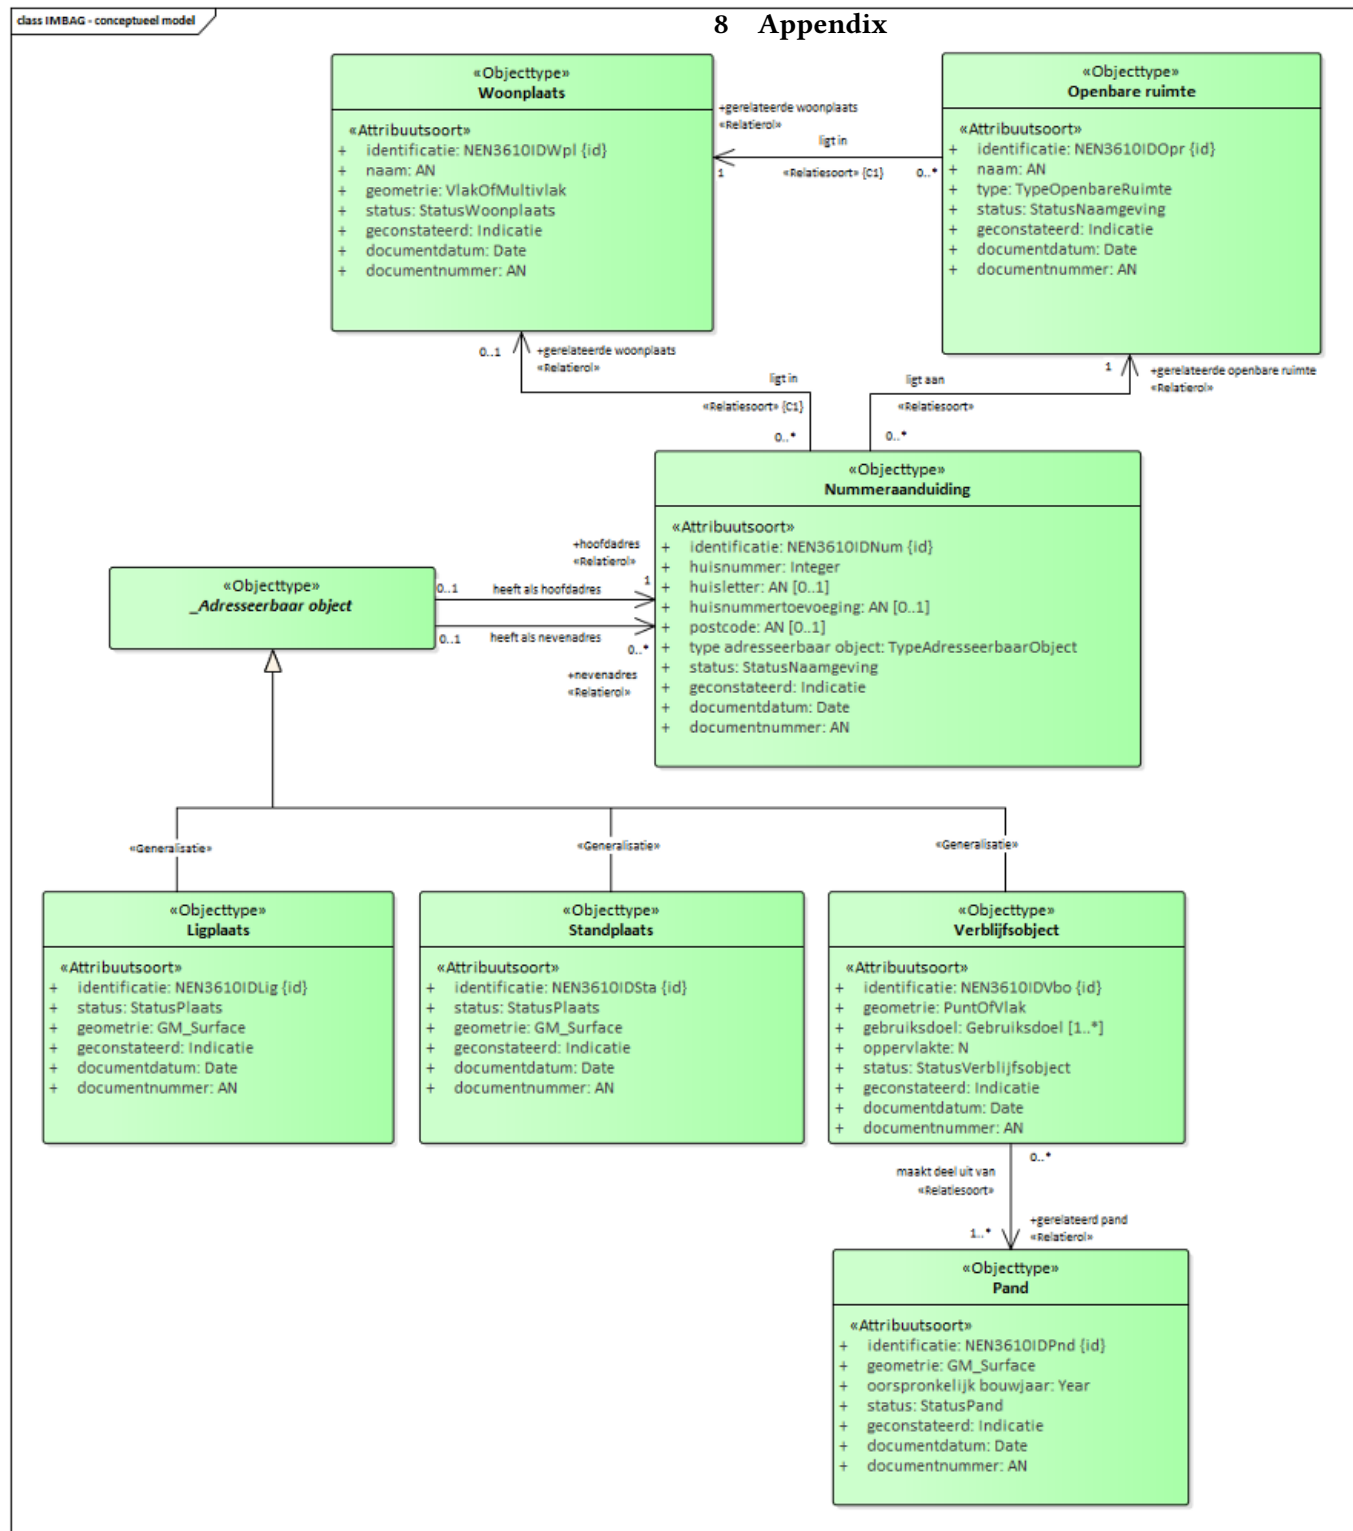 class IMBAG - conceptueel model
8 Appendix
«Objecttype»
Woonplaats
«Attribuutsoort»
+ identificatie: NEN3610IDWpl {id}
+ naam: AN
+ geometrie: VlakOfMultivlak
+ status: StatusWoonplaats
+ geconstateerd: Indicatie
+ documentdatum: Date
+ documentnummer: AN
+gerelateerde woonplaats
«Relatierol»
ligt in
1
«Relatiesoort» {C1}
0..*
«Objecttype»
Openbare ruimte
«Attribuutsoort»
+ identificatie: NEN3610IDOpr {id}
+ naam: AN
+ type: TypeOpenbareRuimte
+ status: StatusNaamgeving
+ geconstateerd: Indicatie
+ documentdatum: Date
+ documentnummer: AN
0..1
+gerelateerde woonplaats
«Relatierol»
ligt in
«Relatiesoort» {C1}
0..*
1
+gerelateerde openbare ruimte
«Relatierol»
ligt aan
«Relatiesoort»
0..*
«Objecttype»
Nummeraanduiding
«Attribuutsoort»
+ identificatie: NEN3610IDNum {id}
+ huisnummer: Integer
+ huisletter: AN [0..1]
+ huisnummertoevoeging: AN [0..1]
+ postcode: AN [0..1]
+ type adresseerbaar object: TypeAdresseerbaarObject
+ status: StatusNaamgeving
+ geconstateerd: Indicatie
+ documentdatum: Date
+ documentnummer: AN
«Objecttype»
_Adresseerbaar object
+hoofdadres
«Relatierol»
0..1
heeft als hoofdadres
1
0..1
heeft als nevenadres
0..*
+nevenadres
«Relatierol»
«Generalisatie»
«Generalisatie»
«Generalisatie»
«Objecttype»
Ligplaats
«Attribuutsoort»
+ identificatie: NEN3610IDLig {id}
+ status: StatusPlaats
+ geometrie: GM_Surface
+ geconstateerd: Indicatie
+ documentdatum: Date
+ documentnummer: AN
«Objecttype»
Standplaats
«Attribuutsoort»
+ identificatie: NEN3610IDSta {id}
+ status: StatusPlaats
+ geometrie: GM_Surface
+ geconstateerd: Indicatie
+ documentdatum: Date
+ documentnummer: AN
«Objecttype»
Verblijfsobject
«Attribuutsoort»
+ identificatie: NEN3610IDVbo {id}
+ geometrie: PuntOfVlak
+ gebruiksdoel: Gebruiksdoel [1..*]
+ oppervlakte: N
+ status: StatusVerblijfsobject
+ geconstateerd: Indicatie
+ documentdatum: Date
+ documentnummer: AN
0..*
maakt deel uit van
«Relatiesoort»
1..*
+gerelateerd pand
«Relatierol»
«Objecttype»
Pand
«Attribuutsoort»
+ identificatie: NEN3610IDPnd {id}
+ geometrie: GM_Surface
+ oorspronkelijk bouwjaar: Year
+ status: StatusPand
+ geconstateerd: Indicatie
+ documentdatum: Date
+ documentnummer: AN